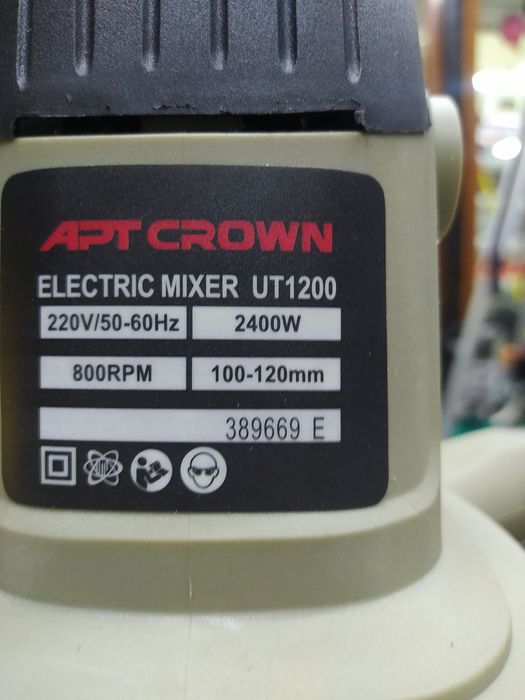 APT CROWN
ELECTRIC MIXER UT1200
220V/50-60Hz 2400W
800RPM 100-120mm
389669 E